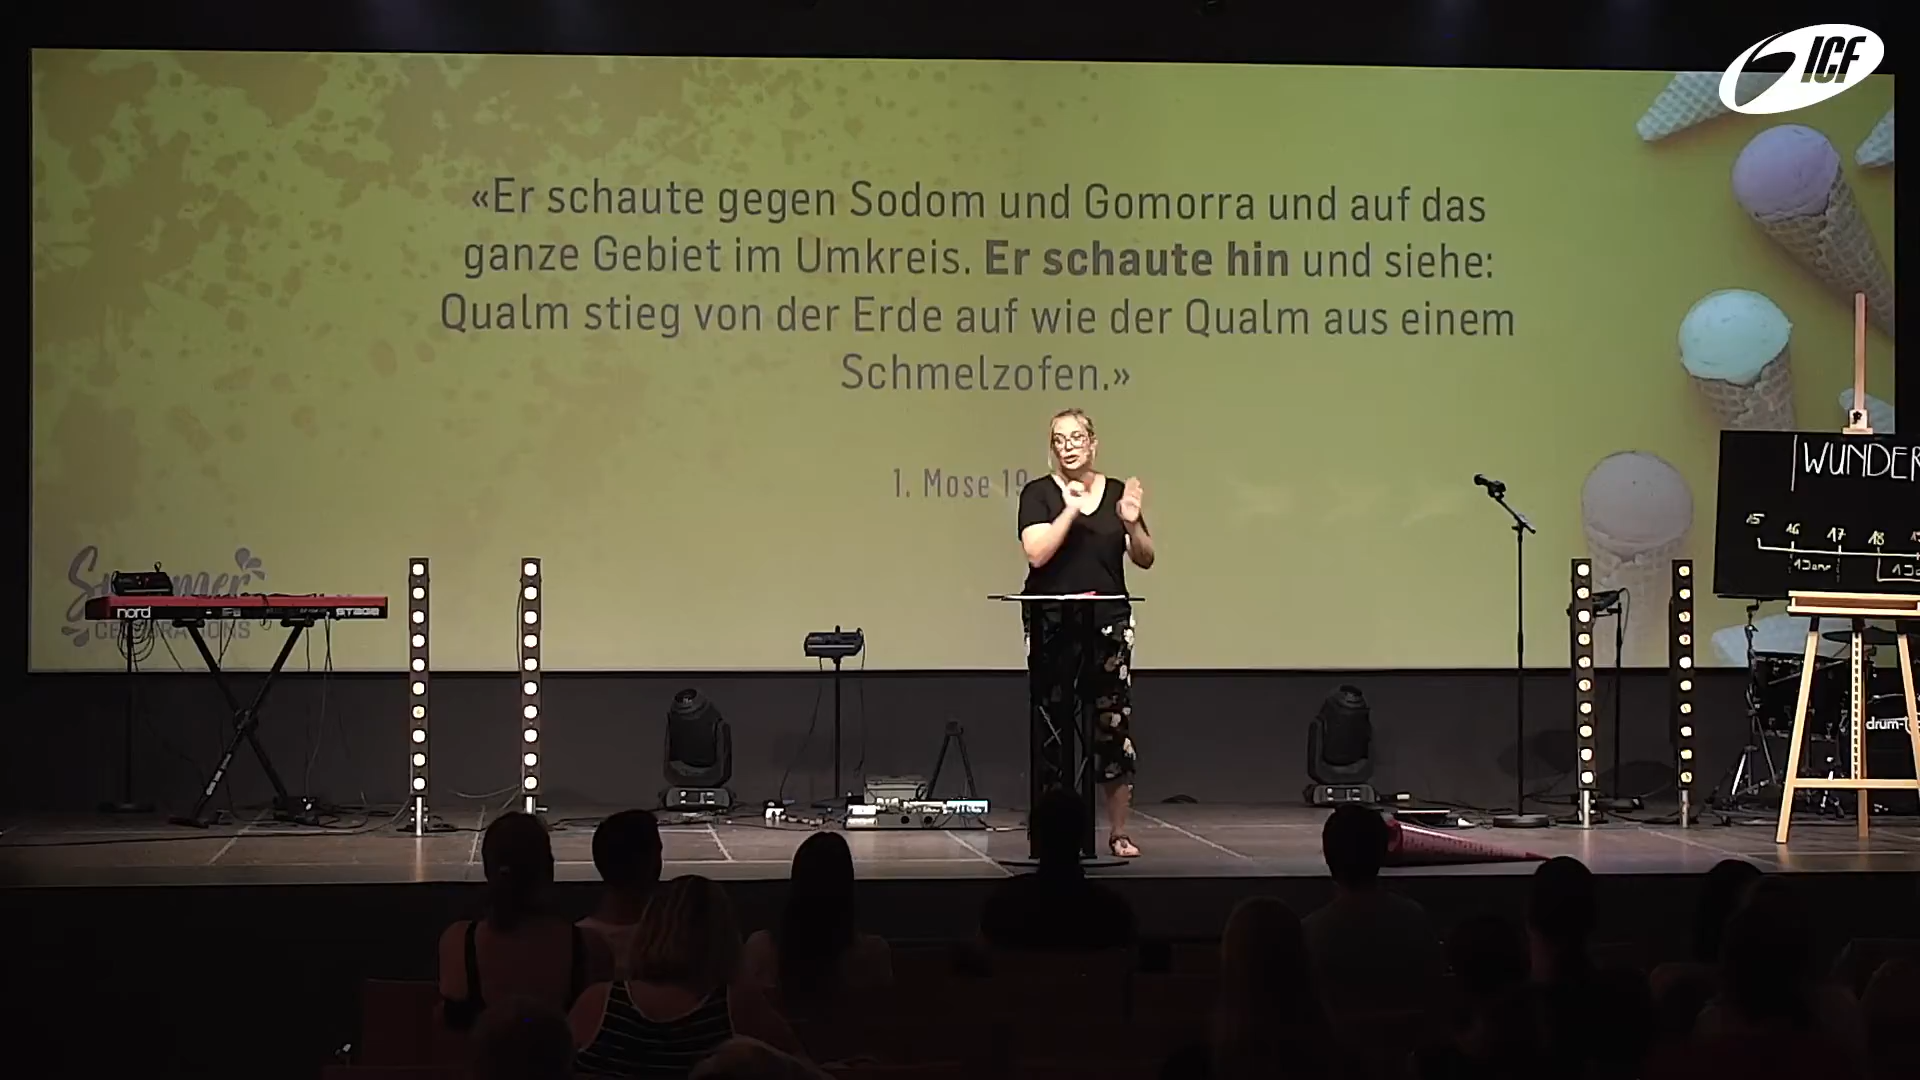 ICF
«Er schaute gegen Sodom und Gomorra und auf das
ganze Gebiet im Umkreis. Er schaute hin und siehe:
Qualm stieg von der Erde auf wie der Qualm aus einem
Schmelzofen.»
1. Mose 19
WUNDER
15 16 17 18
nord
STAGE